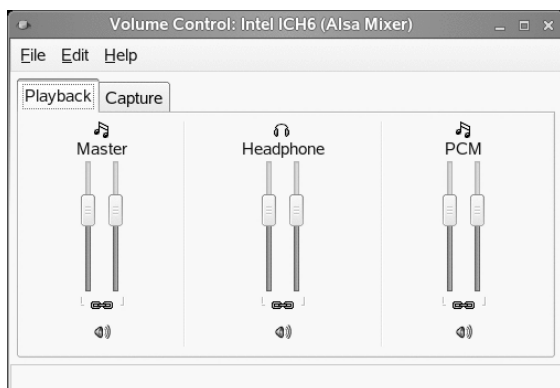 Volume Control: Intel ICH6 (Alsa Mixer)
File Edit Help
Playback Capture
Master Headphone PCM